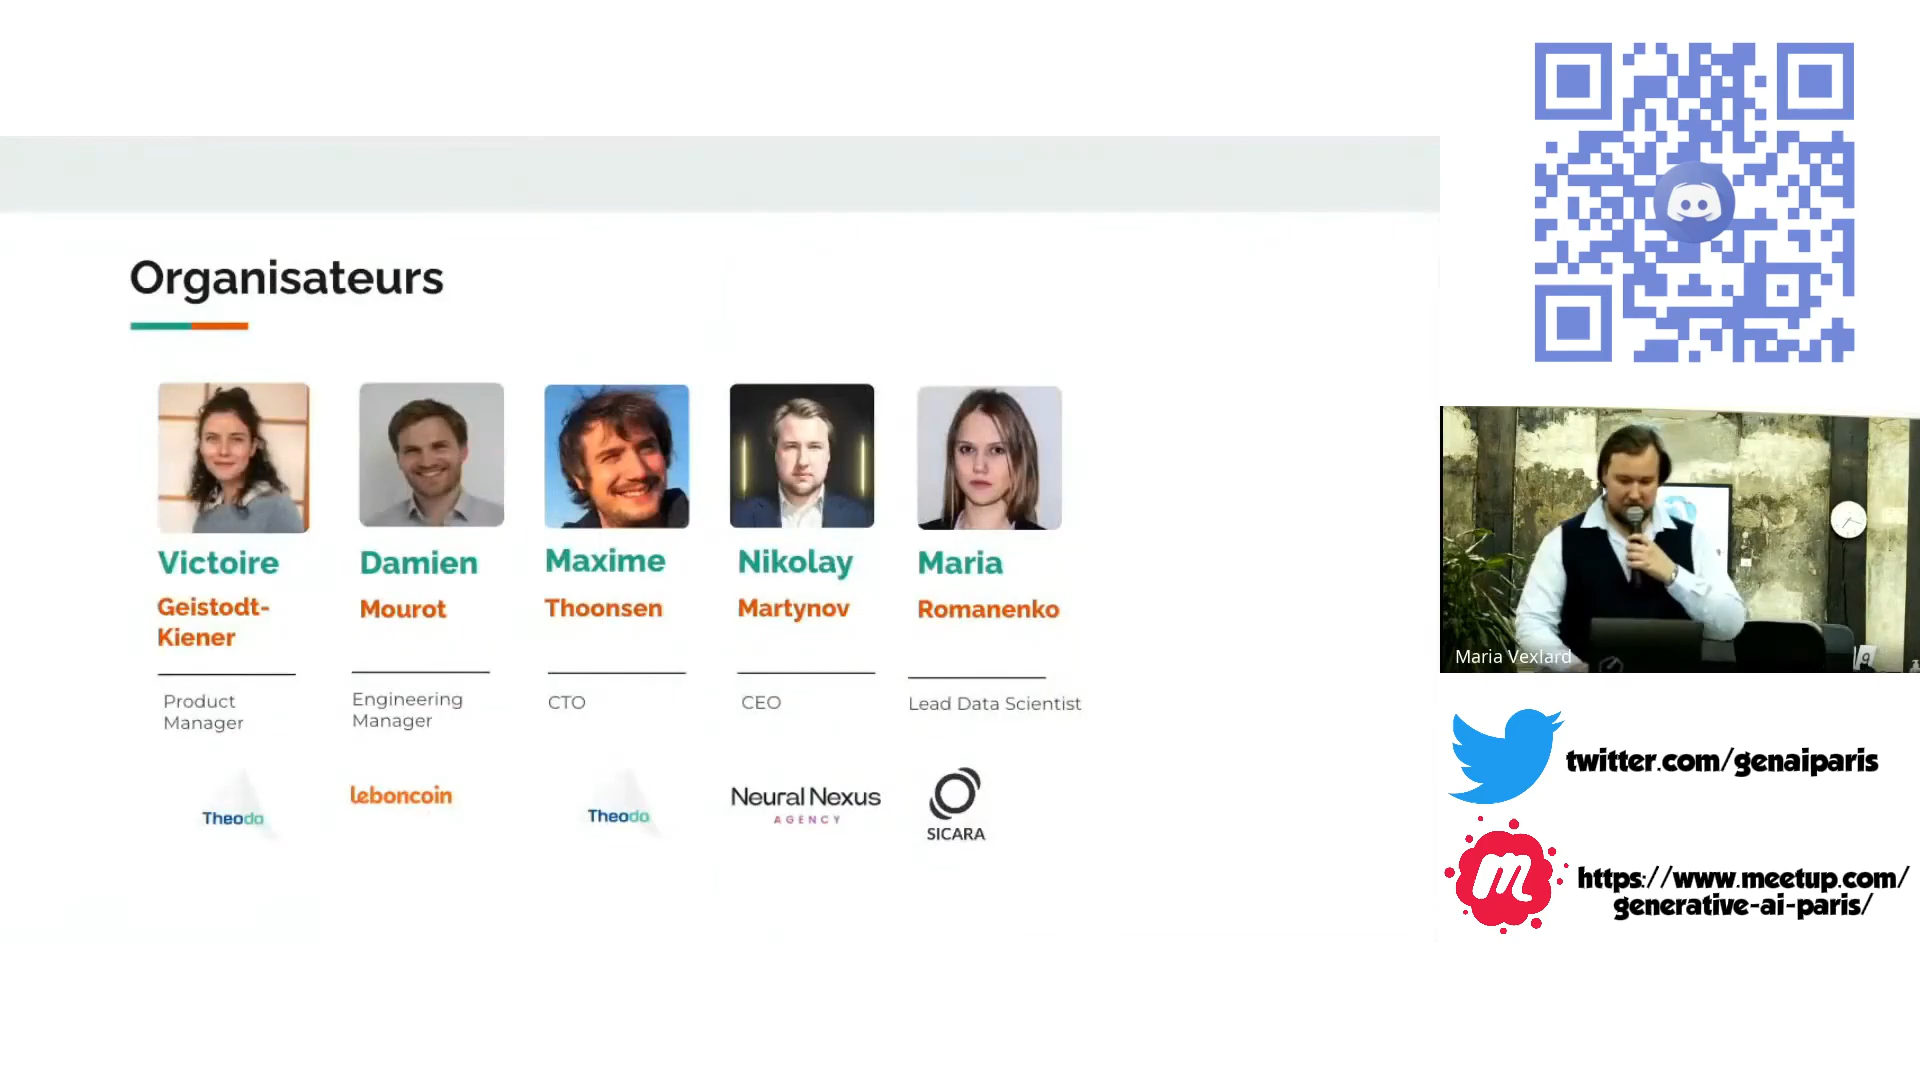 Organisateurs
Victoire
Geistodt-
Kiener
Product
Manager
Theodo
Damien
Mourot
Engineering
Manager
leboncoin
Maxime
Thoonsen
CTO
Theodo
Nikolay
Martynov
CEO
Neural Nexus
AGENCY
Maria
Romanenko
Lead Data Scientist
SICARA
Maria Vexlard
9
twitter.com/genaiparis
m
https://www.meetup.com/
generative-ai-paris/